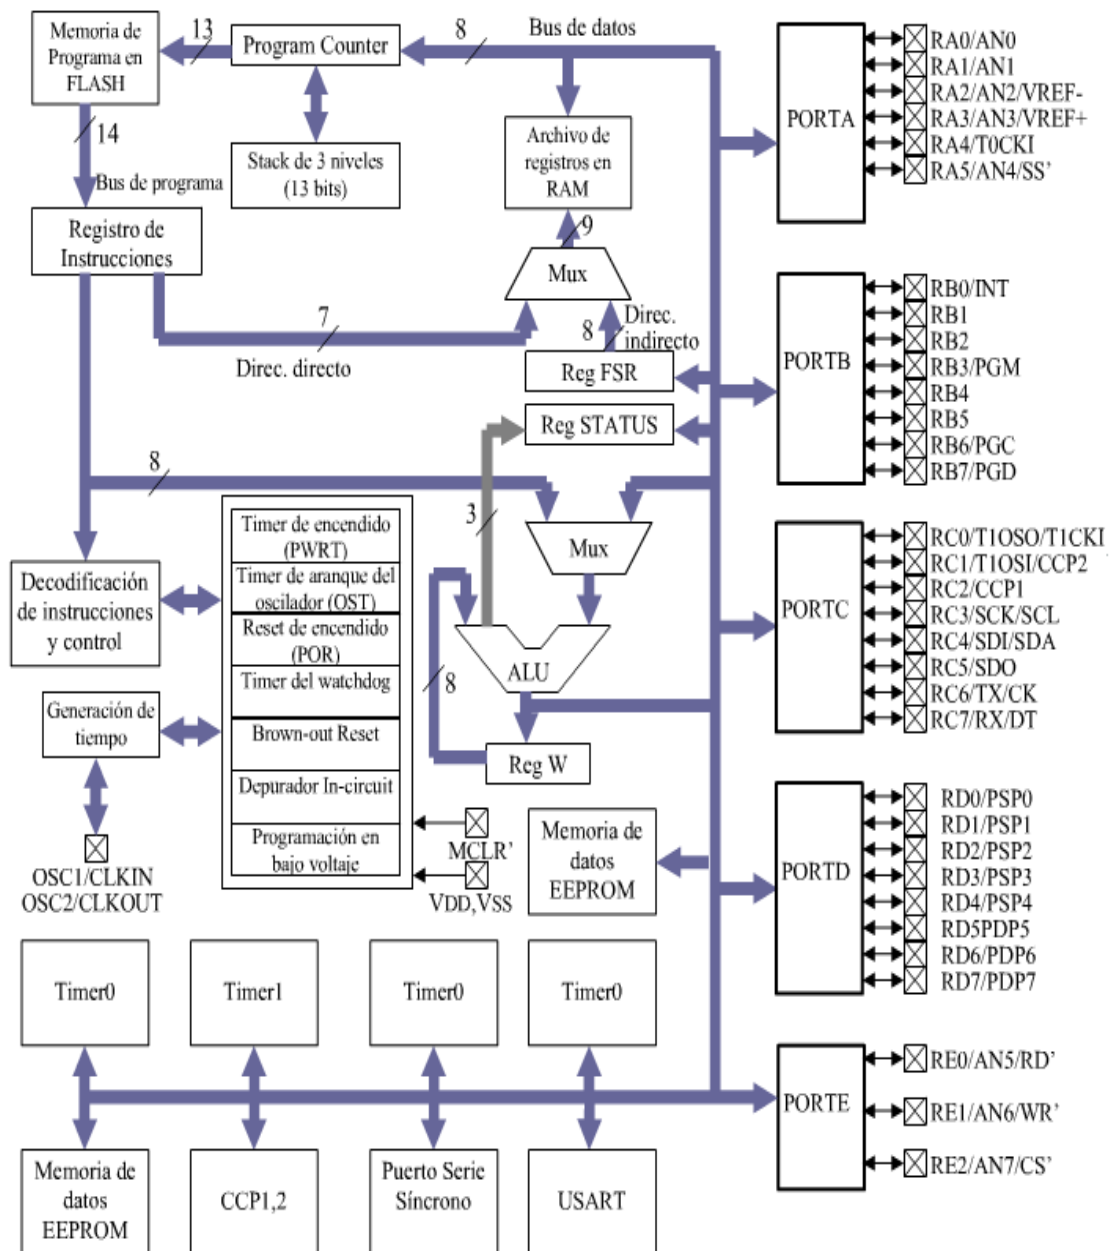 Memoria de
Programa en
FLASH
13
Program Counter
8
Bus de datos
14
Bus de programa
Stack de 3 niveles
(13 bits)
Archivo de
registros en
RAM
9
Registro de
Instrucciones
Mux
7
Direc. directo
8
Direc.
indirecto
Reg FSR
Reg STATUS
8
3
Mux
Timer de encendido
(PWRT)
Timer de aranque del
oscilador (OST)
Reset de encendido
(POR)
Timer del watchdog
Brown-out Reset
Depurador In-circuit
Programación en
bajo voltaje
Decodificación
de instrucciones
y control
ALU
8
Generación de
tiempo
Reg W
OSC1/CLKIN
OSC2/CLKOUT
MCLR'
VDD,VSS
Memoria de
datos
EEPROM
Timer0
Timer1
Timer0
Timer0
Memoria de
datos
EEPROM
CCP1,2
Puerto Serie
Síncrono
USART
PORTA
RA0/AN0
RA1/AN1
RA2/AN2/VREF-
RA3/AN3/VREF+
RA4/T0CKI
RA5/AN4/SS'
PORTB
RB0/INT
RB1
RB2
RB3/PGM
RB4
RB5
RB6/PGC
RB7/PGD
PORTC
RC0/T1OSO/T1CKI
RC1/T1OSI/CCP2
RC2/CCP1
RC3/SCK/SCL
RC4/SDI/SDA
RC5/SDO
RC6/TX/CK
RC7/RX/DT
PORTD
RD0/PSP0
RD1/PSP1
RD2/PSP2
RD3/PSP3
RD4/PSP4
RD5PDP5
RD6/PDP6
RD7/PDP7
PORTE
RE0/AN5/RD'
RE1/AN6/WR'
RE2/AN7/CS'